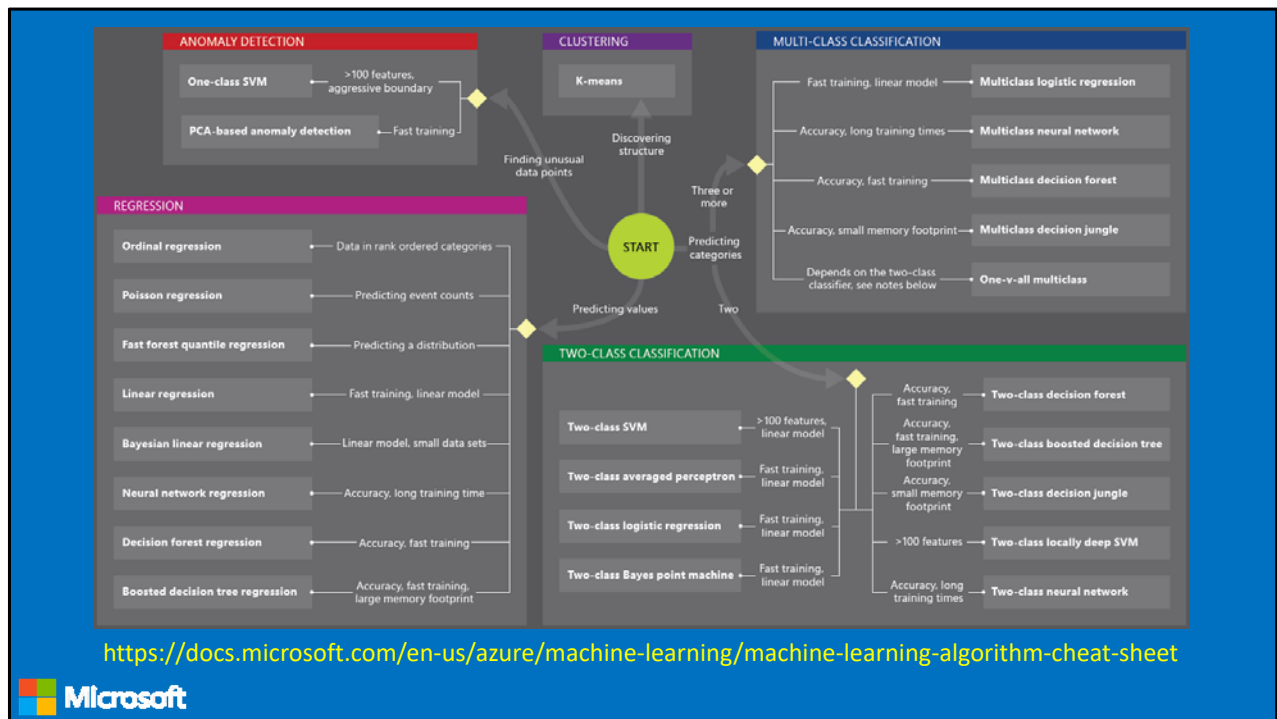 ANOMALY DETECTION
One-class SVM
>100 features,
aggressive boundary
PCA-based anomaly detection
Fast training
CLUSTERING
K-means
MULTI-CLASS CLASSIFICATION
Fast training, linear model
Multiclass logistic regression
Accuracy, long training times
Multiclass neural network
Accuracy, fast training
Multiclass decision forest
Accuracy, small memory footprint
Multiclass decision jungle
Depends on the two-class
classifier, see notes below
One-v-all multiclass
Finding unusual
data points
Discovering
structure
Three or
more
START
Predicting
categories
Predicting values
Two
REGRESSION
Ordinal regression
Data in rank ordered categories
Poisson regression
Predicting event counts
Fast forest quantile regression
Predicting a distribution
Linear regression
Fast training, linear model
Bayesian linear regression
Linear model, small data sets
Neural network regression
Accuracy, long training time
Decision forest regression
Accuracy, fast training
Boosted decision tree regression
Accuracy, fast training,
large memory footprint
TWO-CLASS CLASSIFICATION
Two-class SVM
>100 features,
linear model
Two-class averaged perceptron
Fast training,
linear model
Two-class logistic regression
Fast training,
linear model
Two-class Bayes point machine
Fast training,
linear model
Accuracy,
fast training
Two-class decision forest
Accuracy,
fast training,
large memory
footprint
Two-class boosted decision tree
Accuracy,
small memory
footprint
Two-class decision jungle
>100 features
Two-class locally deep SVM
Accuracy, long
training times
Two-class neural network
https://docs.microsoft.com/en-us/azure/machine-learning/machine-learning-algorithm-cheat-sheet
Microsoft